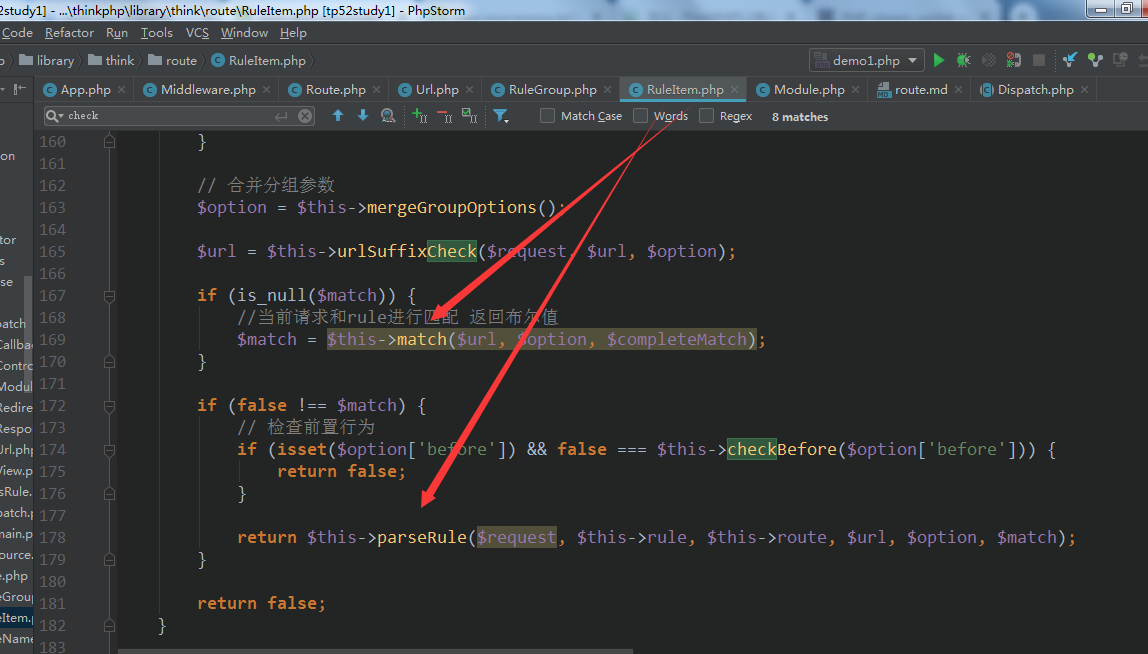 2study1] - ...\thinkphp\library\think\route\RuleItem.php [tp52study1] - PhpStorm
Code Refactor Run Tools VCS Window Help
library think route RuleItem.php demo1.php
App.php Middleware.php Route.php Url.php RuleGroup.php RuleItem.php Module.php route.md Dispatch.php
check Match Case Words Regex 8 matches
160 }
161
162 // 合并分组参数
163 $option = $this->mergeGroupOptions();
164
165 $url = $this->urlSuffixCheck($request, $url, $option);
166
167 if (is_null($match)) {
168 //当前请求和rule进行匹配 返回布尔值
169 $match = $this->match($url, $option, $completeMatch);
170 }
171
172 if (false !== $match) {
173 // 检查前置行为
174 if (isset($option['before']) && false === $this->checkBefore($option['before'])) {
175 return false;
176 }
177
178 return $this->parseRule($request, $this->rule, $this->route, $url, $option, $match);
179 }
180
181 return false;
182 }
183
on
tor
s
se
patch
Callbac
Contro
Modul
Redire
Respo
Url.php
View.p
sRule.
patch.p
main.p
ource.
e.php
eGroup
eItem.p
eName